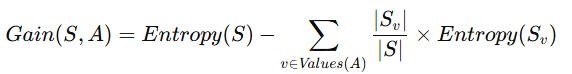 Gain(S, A) = Entropy(S) − ∑_{v∈Values(A)} |S_v|/|S| × Entropy(S_v)